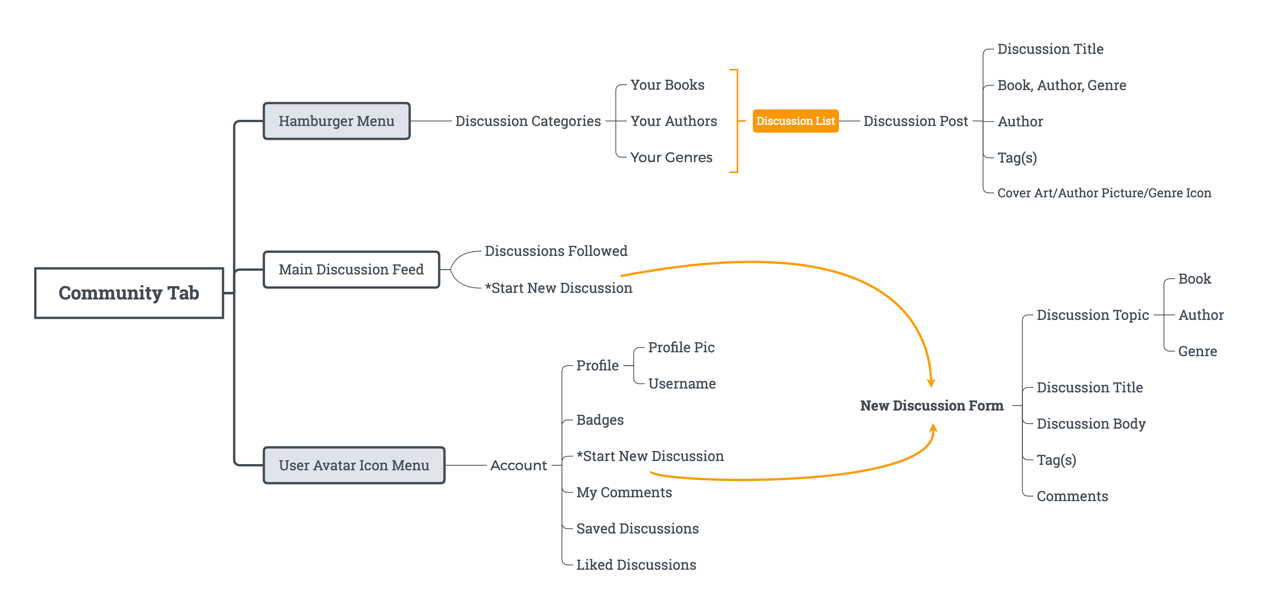 Community Tab
Hamburger Menu
Discussion Categories
Your Books
Your Authors
Your Genres
Discussion List
Discussion Post
Discussion Title
Book, Author, Genre
Author
Tag(s)
Cover Art/Author Picture/Genre Icon
Main Discussion Feed
Discussions Followed
*Start New Discussion
User Avatar Icon Menu
Account
Profile
Profile Pic
Username
Badges
*Start New Discussion
My Comments
Saved Discussions
Liked Discussions
New Discussion Form
Discussion Topic
Book
Author
Genre
Discussion Title
Discussion Body
Tag(s)
Comments